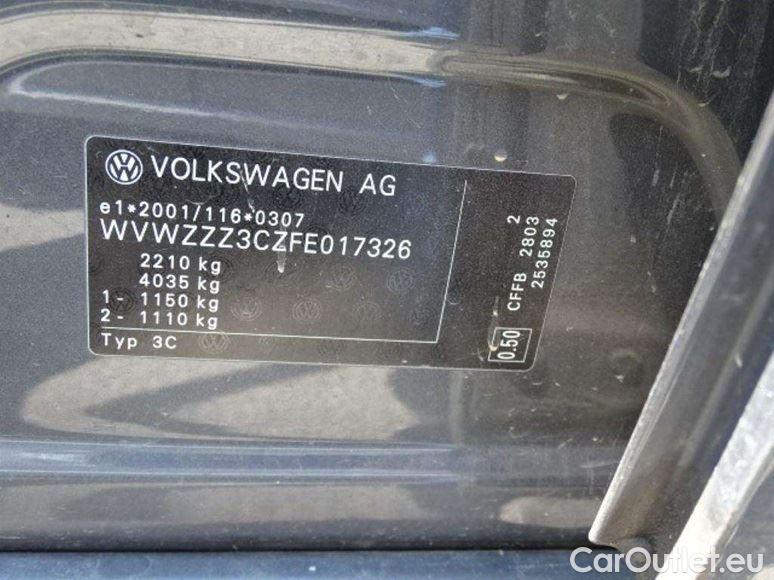 VOLKSWAGEN AG
e1*2001/116*0307
WVWZZZ3CZFE017326
2210 kg
4035 kg
1 - 1150 kg
2 - 1110 kg
Typ 3C
2
CFFB 2803
2535894
0.50
CarOutlet.eu